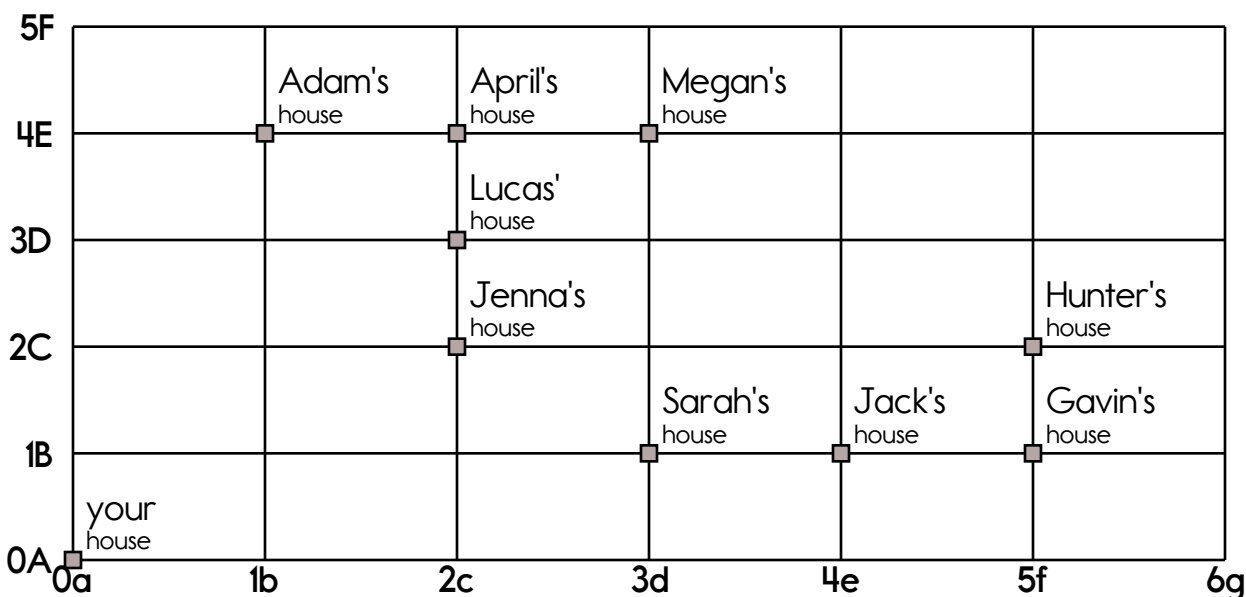 5F
Adam's
house
April's
house
Megan's
house
4E
Lucas'
house
3D
Jenna's
house
Hunter's
house
2C
Sarah's
house
Jack's
house
Gavin's
house
1B
your
house
0A
0a 1b 2c 3d 4e 5f 6g